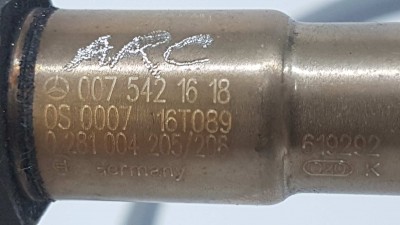 ARC
007 542 16 18
OS 0007 16T089
0 281 004 205/206
Germany
619292
K